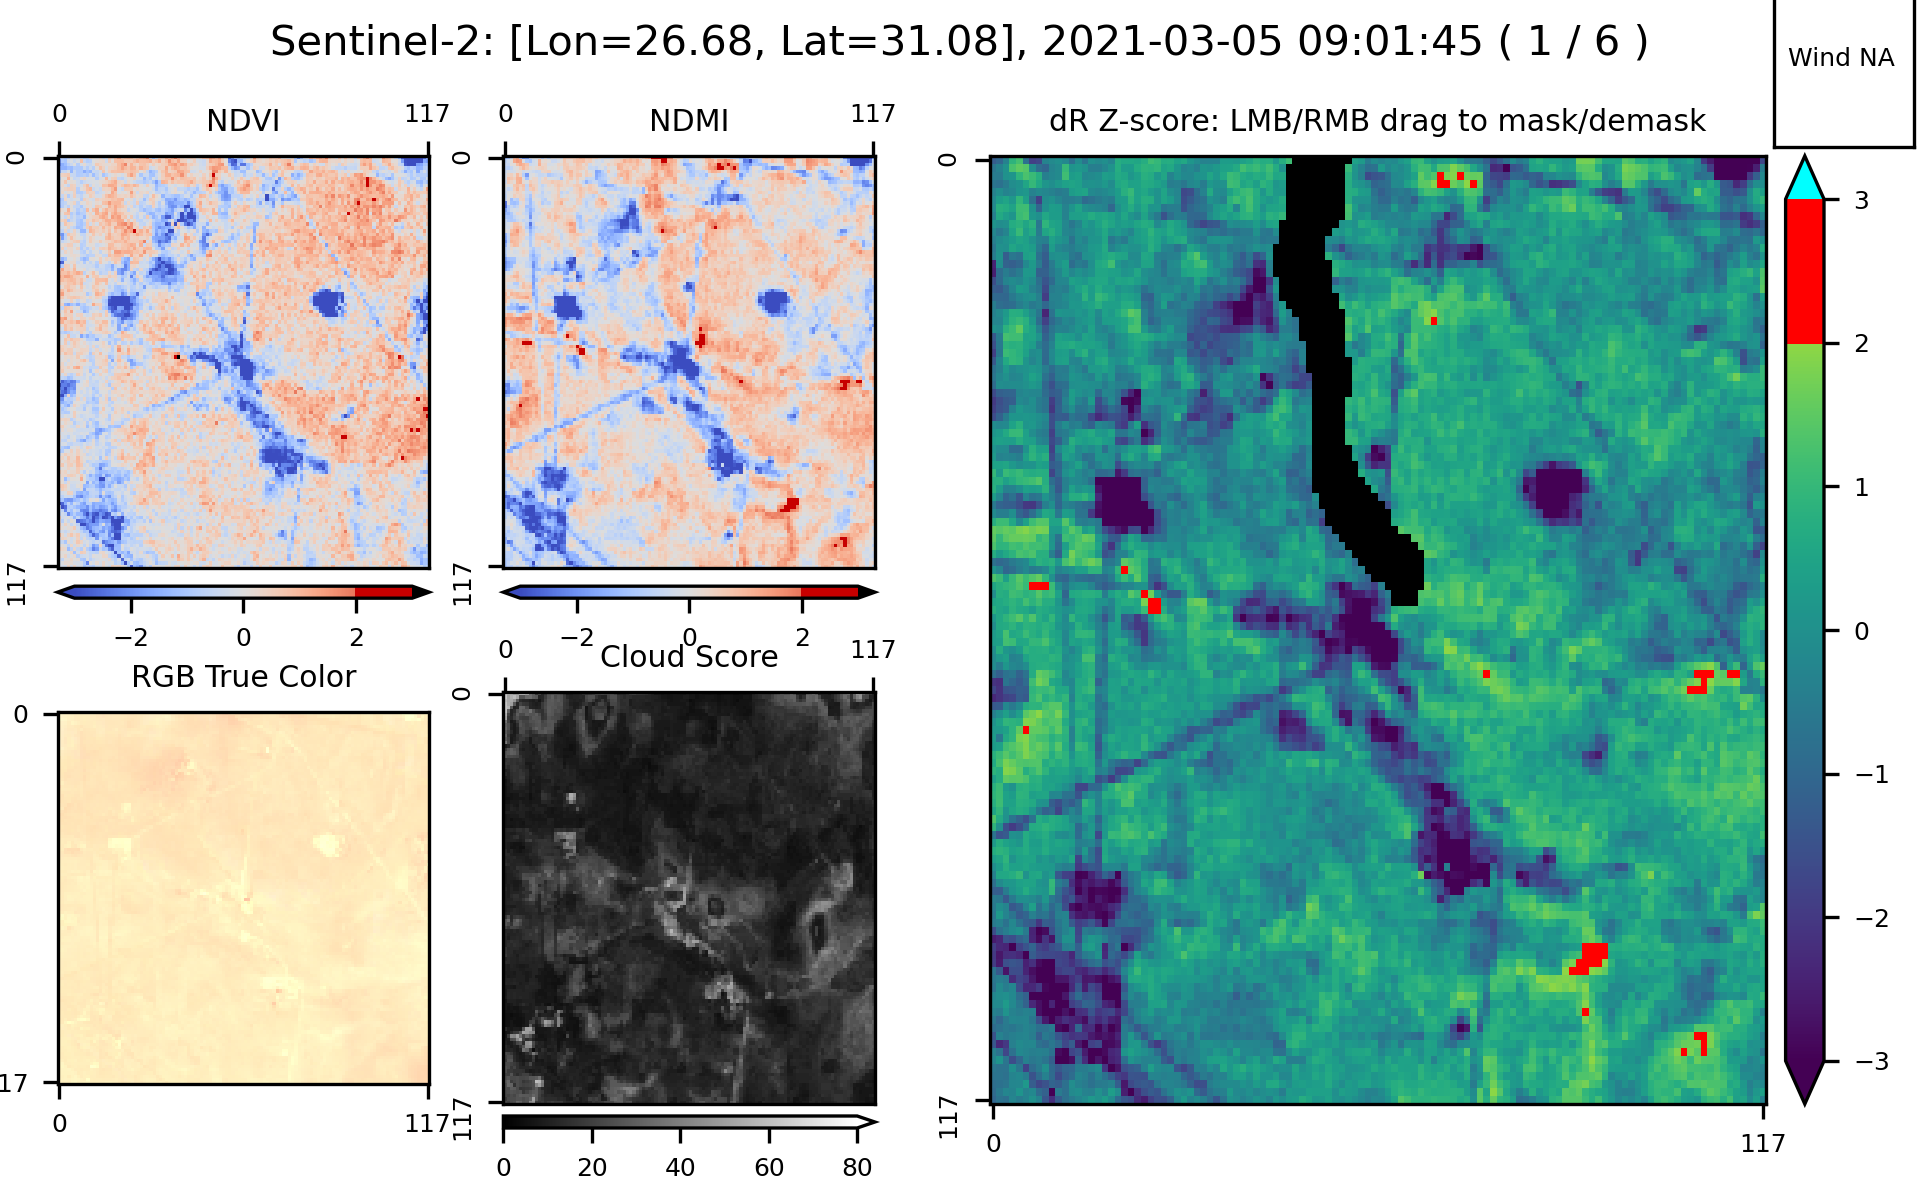 Sentinel-2: [Lon=26.68, Lat=31.08], 2021-03-05 09:01:45 ( 1 / 6 )
Wind NA
0 NDVI 117
0 NDMI 117
dR Z-score: LMB/RMB drag to mask/demask
0
0
0
3
2
1
0
−1
−2
−3
117
117
−2 0 2
−2 0 2
0 Cloud Score 117
RGB True Color
0
0
17
0 117
117
0 20 40 60 80
117
0 117